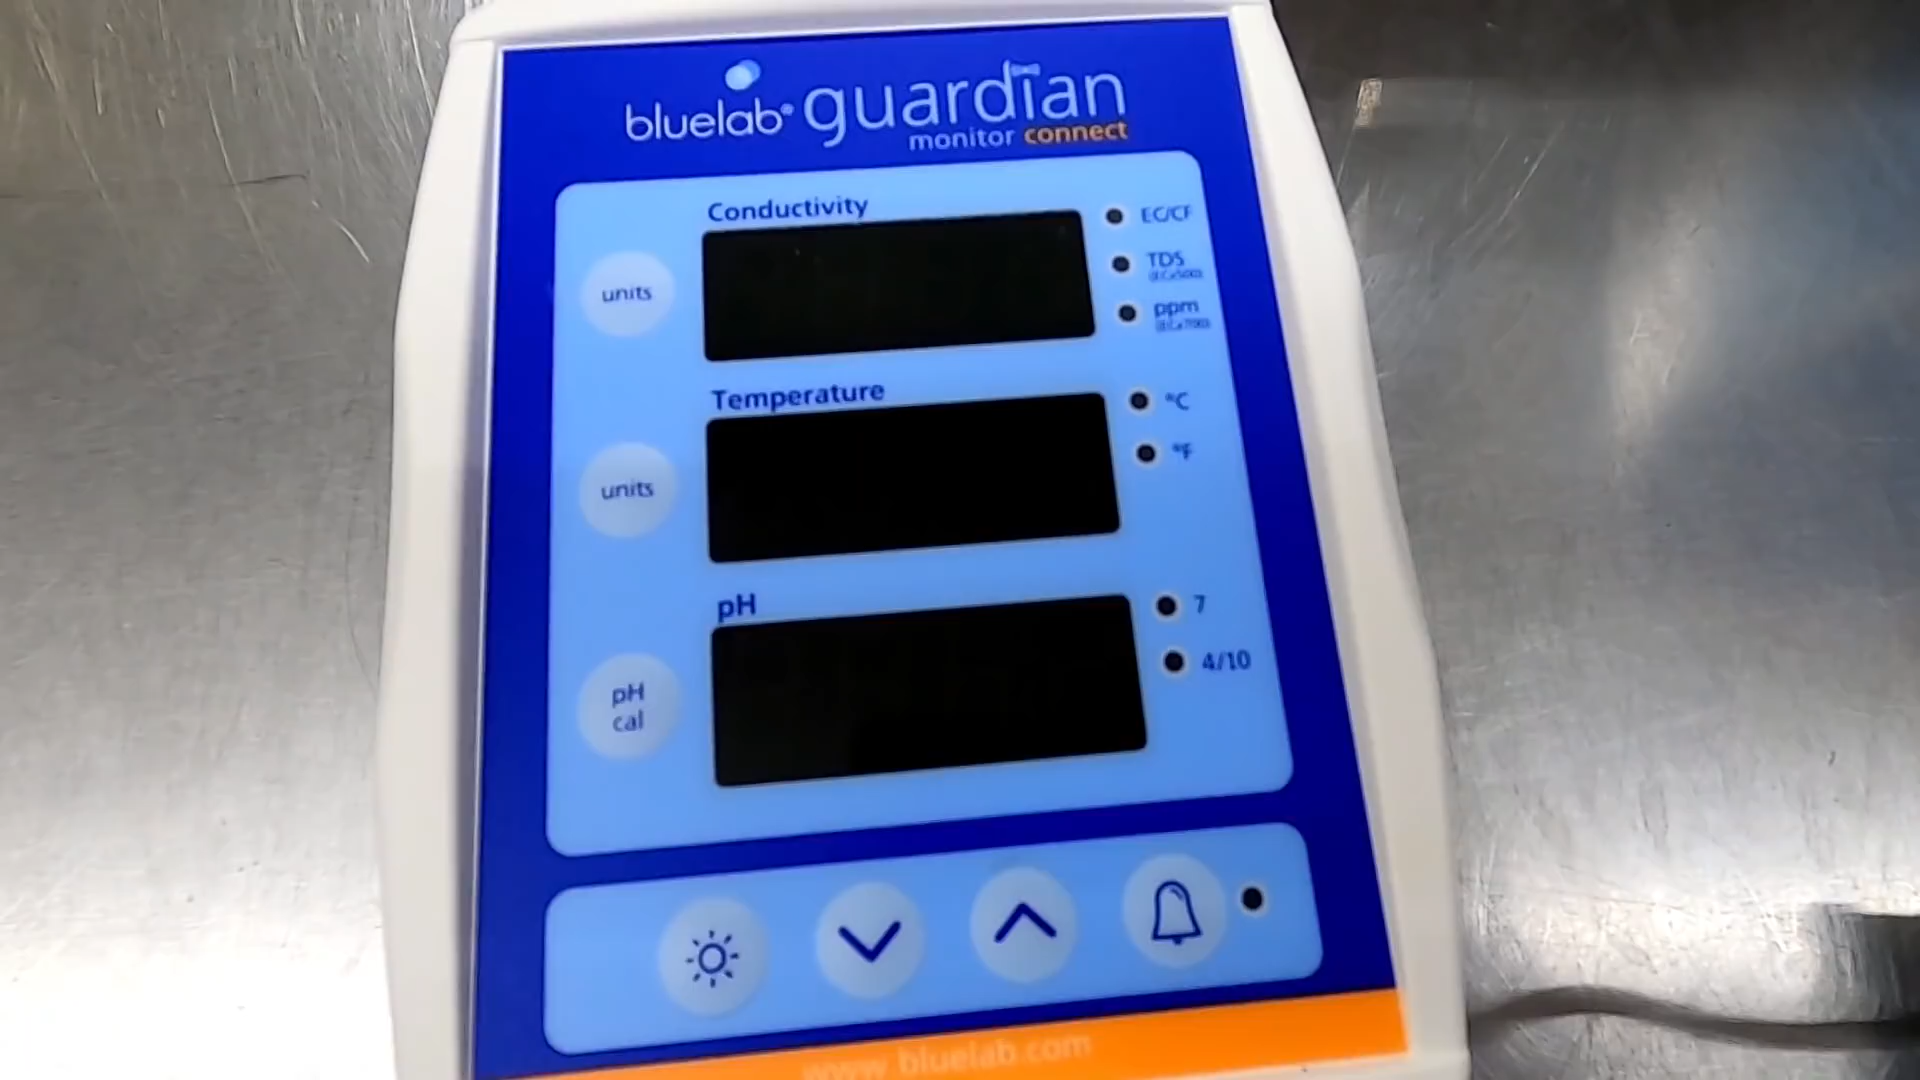 bluelab® guardian
monitor connect
Conductivity
units
EC/CF
TDS
ppm
Temperature
units
°C
°F
pH
pH
cal
7
4/10
www.bluelab.com